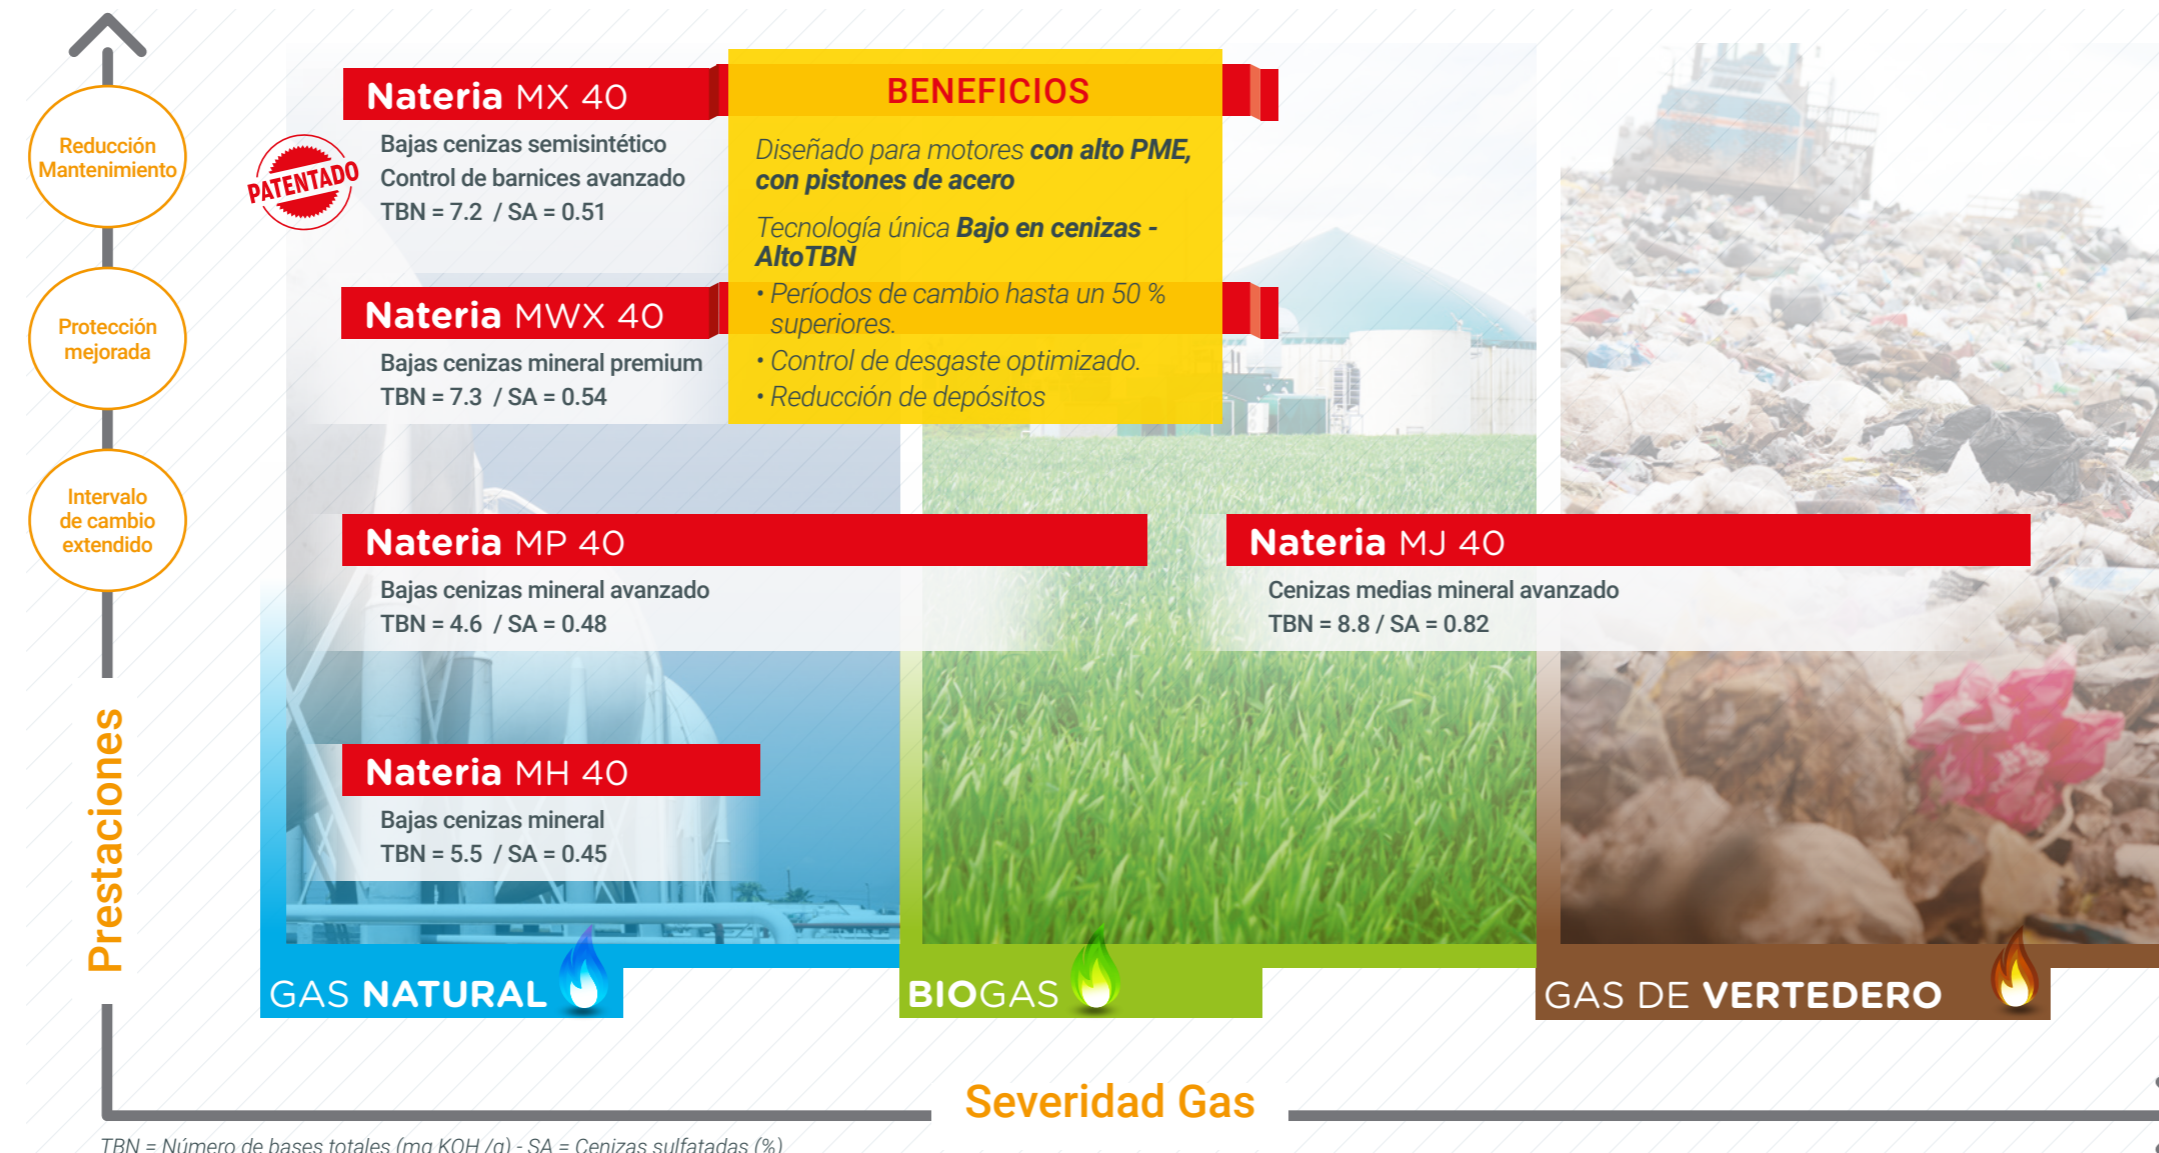 Reducción
Mantenimiento
Protección
mejorada
Intervalo
de cambio
extendido
Prestaciones
Nateria MX 40
PATENTADO
Bajas cenizas semisintético
Control de barnices avanzado
TBN = 7.2 / SA = 0.51
Nateria MWX 40
Bajas cenizas mineral premium
TBN = 7.3 / SA = 0.54
BENEFICIOS
Diseñado para motores con alto PME,
con pistones de acero
Tecnología única Bajo en cenizas -
AltoTBN
• Períodos de cambio hasta un 50 %
superiores.
• Control de desgaste optimizado.
• Reducción de depósitos
Nateria MP 40
Bajas cenizas mineral avanzado
TBN = 4.6 / SA = 0.48
Nateria MJ 40
Cenizas medias mineral avanzado
TBN = 8.8 / SA = 0.82
Nateria MH 40
Bajas cenizas mineral
TBN = 5.5 / SA = 0.45
GAS NATURAL
BIOGAS
GAS DE VERTEDERO
Severidad Gas
TBN = Número de bases totales (mg KOH /g) - SA = Cenizas sulfatadas (%)